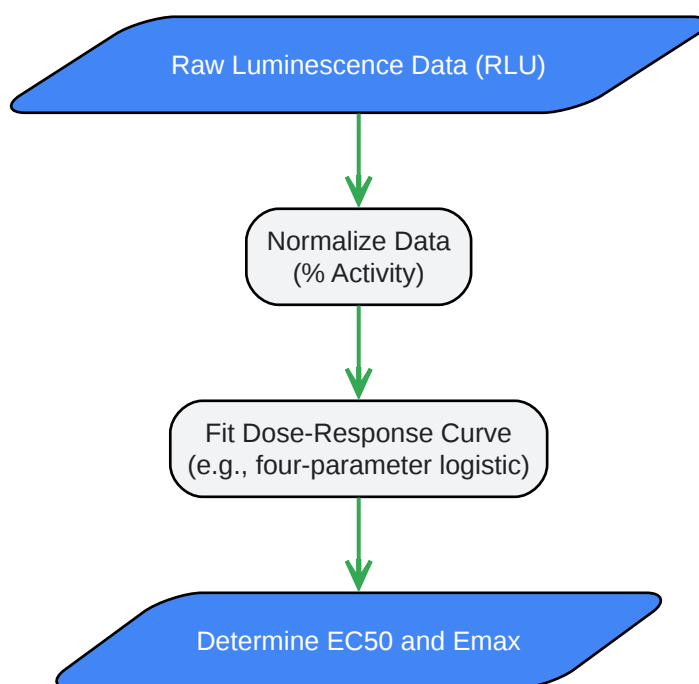 Raw Luminescence Data (RLU)
Normalize Data
(% Activity)
Fit Dose-Response Curve
(e.g., four-parameter logistic)
Determine EC50 and Emax